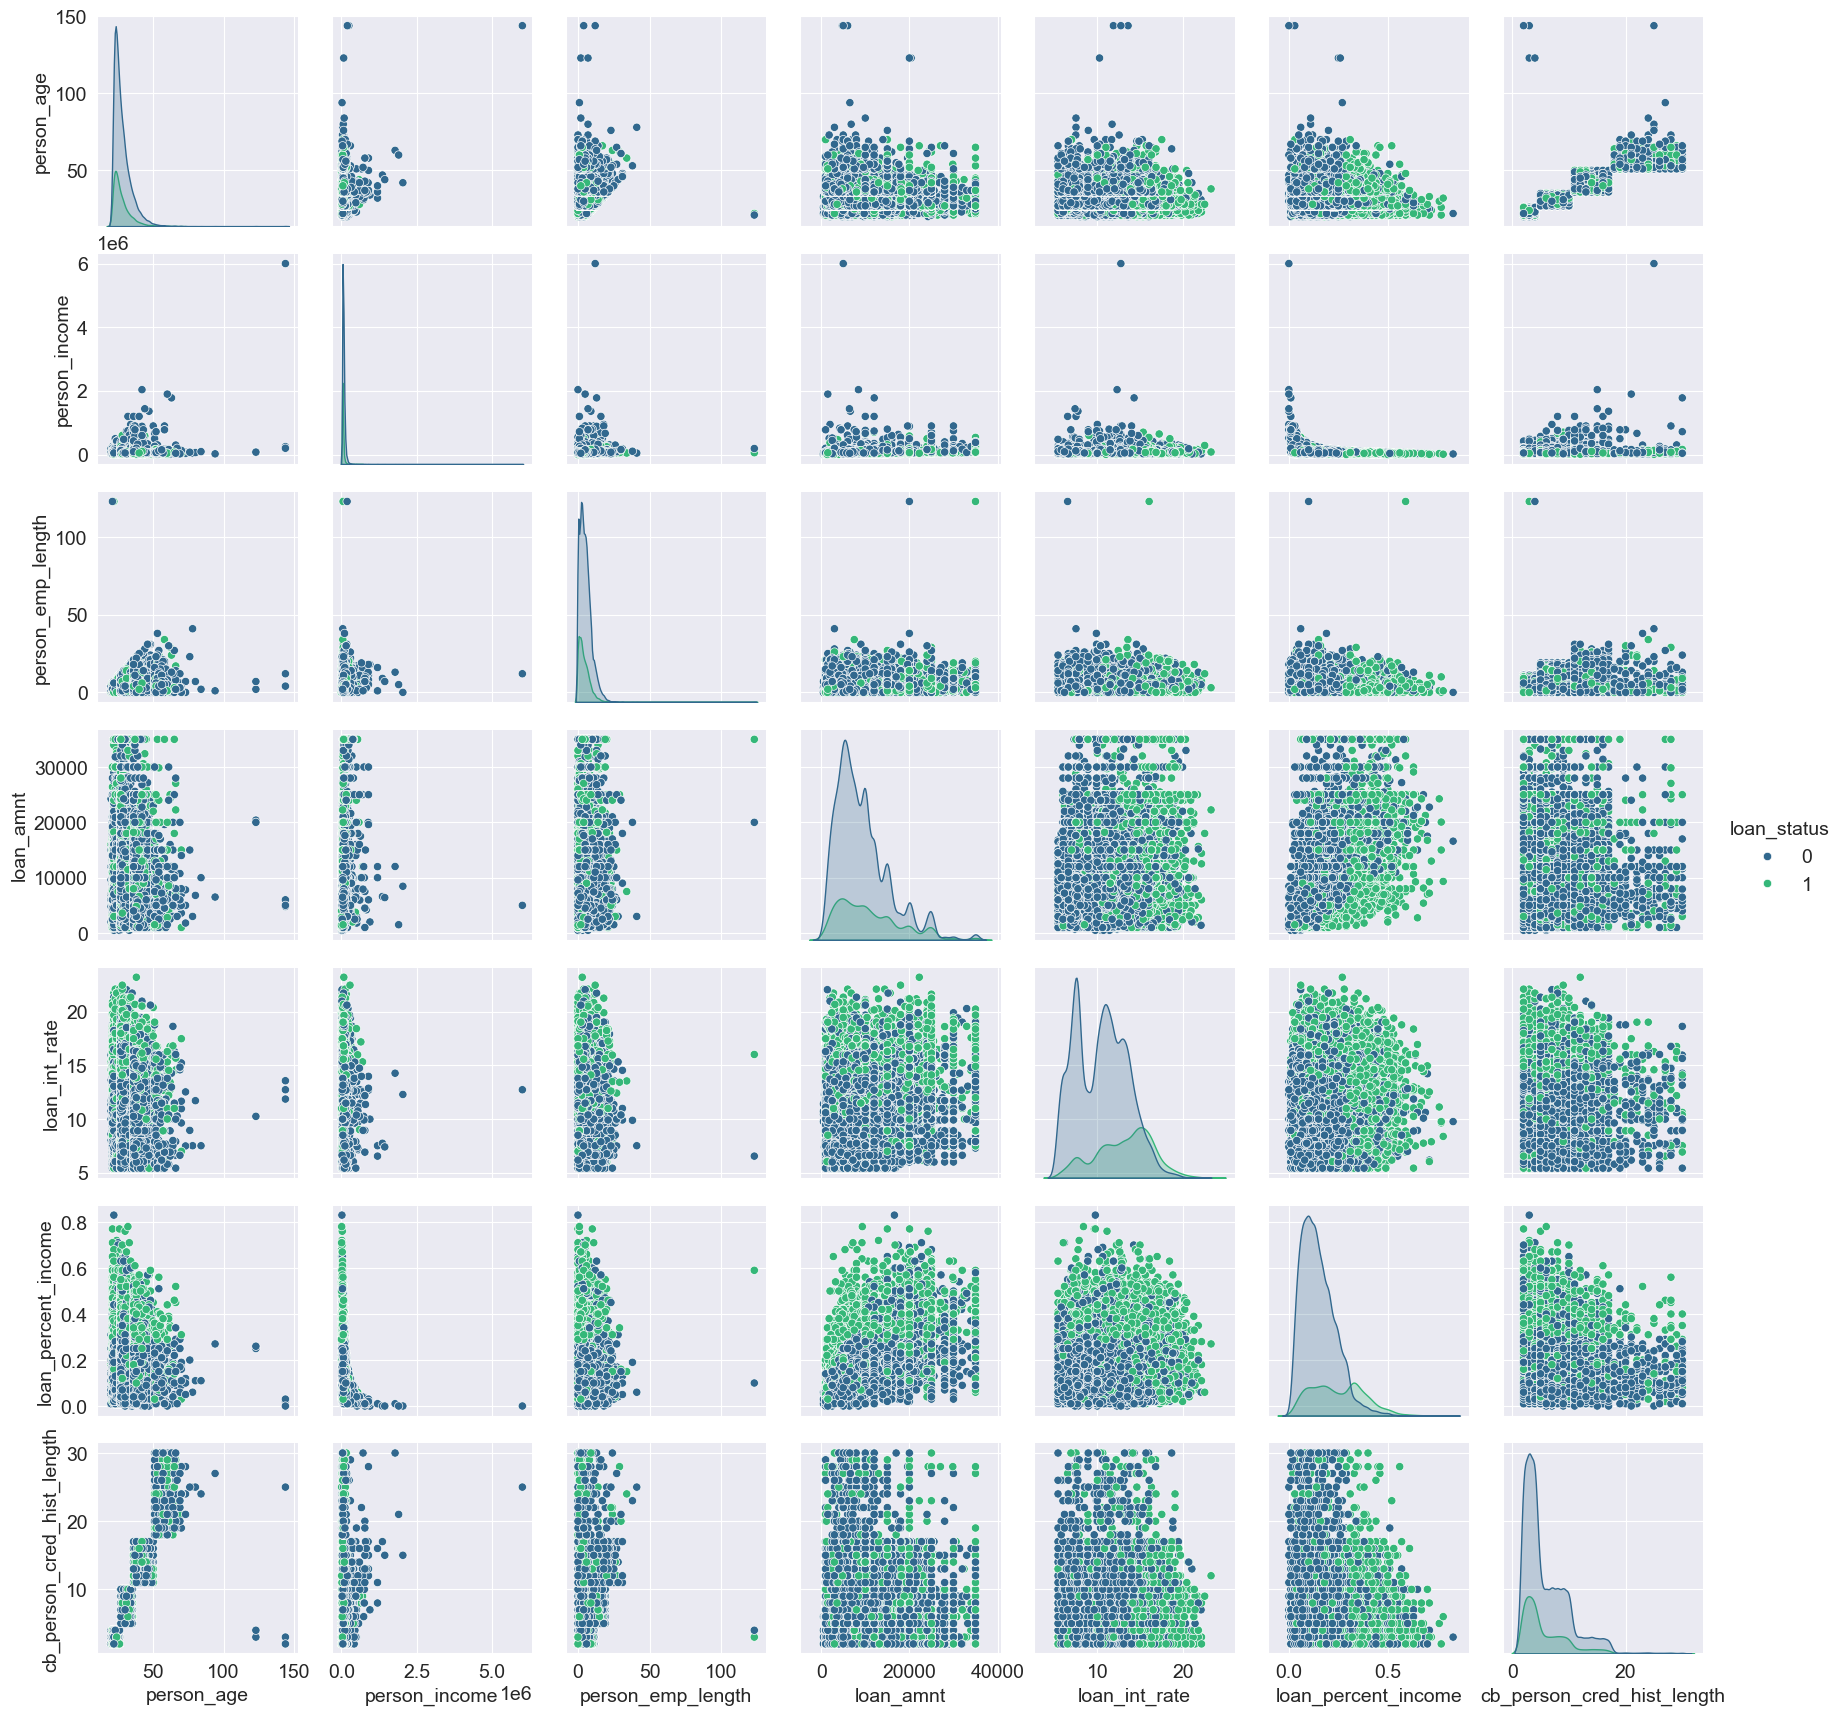 150
100
50
person_age
1e6
6
4
2
0
person_income
100
50
0
person_emp_length
30000
20000
10000
0
loan_amnt
loan_status
0
1
20
15
10
5
loan_int_rate
0.8
0.6
0.4
0.2
0.0
loan_percent_income
30
20
10
cb_person_cred_hist_length
50 100 150
0.0 2.5 5.0
0 50 100
0 20000 40000
10 20
0.0 0.5
0 20
person_age
person_income
1e6
person_emp_length
loan_amnt
loan_int_rate
loan_percent_income
cb_person_cred_hist_length